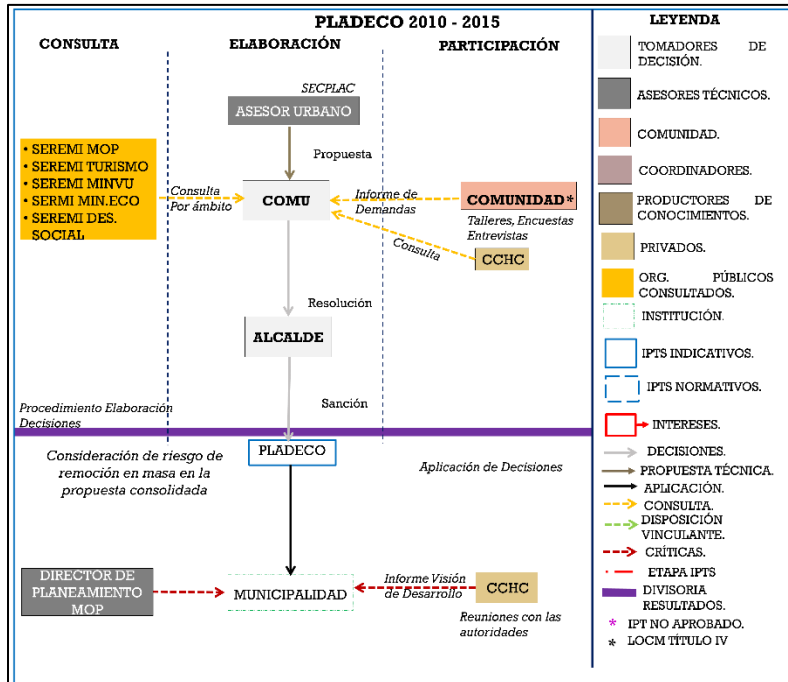 PLADECO 2010 - 2015
CONSULTA
ELABORACIÓN
PARTICIPACIÓN
SECPLAC
ASESOR URBANO
Propuesta
• SEREMI MOP
• SEREMI TURISMO
• SEREMI MINVU
• SERMI MIN.ECO
• SEREMI DES.
SOCIAL
Consulta
Por ámbito
COMU
Informe de
Demandas
COMUNIDAD*
Talleres, Encuestas
Entrevistas
Consulta
CCHC
Resolución
ALCALDE
Sanción
Procedimiento Elaboración
Decisiones
Consideración de riesgo de
remoción en masa en la
propuesta consolidada
PLADECO
Aplicación de Decisiones
DIRECTOR DE
PLANEAMIENTO
MOP
MUNICIPALIDAD
Informe Visión
de Desarrollo
CCHC
Reuniones con las
autoridades
LEYENDA
TOMADORES DE
DECISIÓN.
ASESORES TÉCNICOS.
COMUNIDAD.
COORDINADORES.
PRODUCTORES DE
CONOCIMIENTOS.
PRIVADOS.
ORG. PÚBLICOS
CONSULTADOS.
INSTITUCIÓN.
IPTS INDICATIVOS.
IPTS NORMATIVOS.
INTERESES.
DECISIONES.
PROPUESTA TÉCNICA.
APLICACIÓN.
CONSULTA.
DISPOSICIÓN
VINCULANTE.
CRÍTICAS.
ETAPA IPTS
DIVISORIA
RESULTADOS.
* IPT NO APROBADO.
* LOCM TÍTULO IV